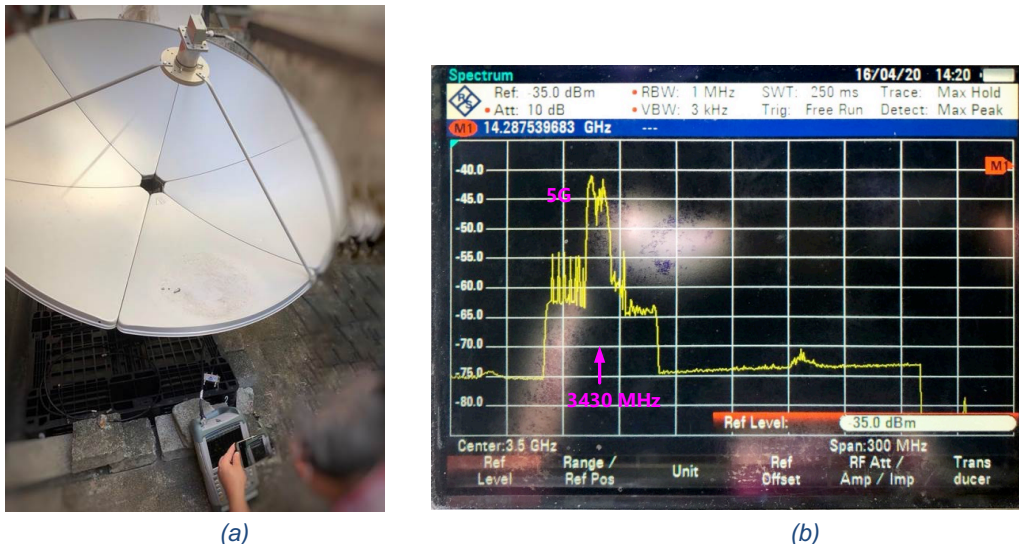 Spectrum 16/04/20 14:20
R&S Ref: -35.0 dBm • RBW: 1 MHz SWT: 250 ms Trace: Max Hold
• Att: 10 dB • VBW: 3 kHz Trig: Free Run Detect: Max Peak
M1 14.287539683 GHz ---
M1
-40.0
5G
-45.0
-50.0
-55.0
-60.0
-65.0
-70.0
-75.0
3430 MHz
-80.0
Ref Level: -35.0 dBm
Center:3.5 GHz Span:300 MHz
Ref Level
Range / Ref Pos
Unit
Ref Offset
RF Att / Amp / Imp
Trans ducer
(a) (b)